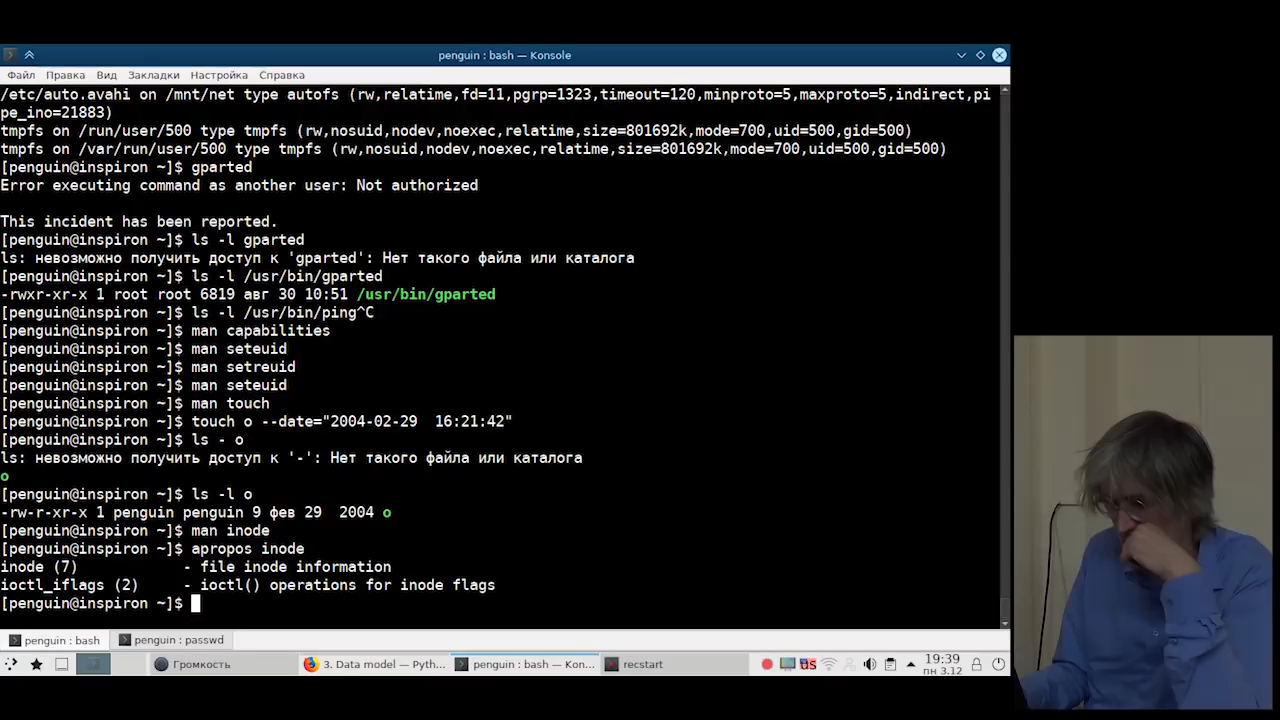 penguin : bash — Konsole
Файл Правка Вид Закладки Настройка Справка
/etc/auto.avahi on /mnt/net type autofs (rw,relatime,fd=11,pgrp=1323,timeout=120,minproto=5,maxproto=5,indirect,pi
pe_ino=21883)
tmpfs on /run/user/500 type tmpfs (rw,nosuid,nodev,noexec,relatime,size=801692k,mode=700,uid=500,gid=500)
tmpfs on /var/run/user/500 type tmpfs (rw,nosuid,nodev,noexec,relatime,size=801692k,mode=700,uid=500,gid=500)
[penguin@inspiron ~]$ gparted
Error executing command as another user: Not authorized
This incident has been reported.
[penguin@inspiron ~]$ ls -l gparted
ls: невозможно получить доступ к 'gparted': Нет такого файла или каталога
[penguin@inspiron ~]$ ls -l /usr/bin/gparted
-rwxr-xr-x 1 root root 6819 авг 30 10:51 /usr/bin/gparted
[penguin@inspiron ~]$ ls -l /usr/bin/ping^C
[penguin@inspiron ~]$ man capabilities
[penguin@inspiron ~]$ man seteuid
[penguin@inspiron ~]$ man setreuid
[penguin@inspiron ~]$ man seteuid
[penguin@inspiron ~]$ man touch
[penguin@inspiron ~]$ touch o --date="2004-02-29  16:21:42"
[penguin@inspiron ~]$ ls - o
ls: невозможно получить доступ к '-': Нет такого файла или каталога
o
[penguin@inspiron ~]$ ls -l o
-rw-r-xr-x 1 penguin penguin 9 фев 29  2004 o
[penguin@inspiron ~]$ man inode
[penguin@inspiron ~]$ apropos inode
inode (7)            - file inode information
ioctl_iflags (2)     - ioctl() operations for inode flags
[penguin@inspiron ~]$
penguin : bash penguin : passwd
Громкость 3. Data model — Pyth... penguin : bash — Kon... recstart us 19:39
пн 3.12